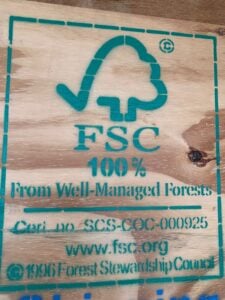 ©
FSC
100%
From Well-Managed Forests
Cert. no. SCS-COC-000925
www.fsc.org
© 1996 Forest Stewardship Council